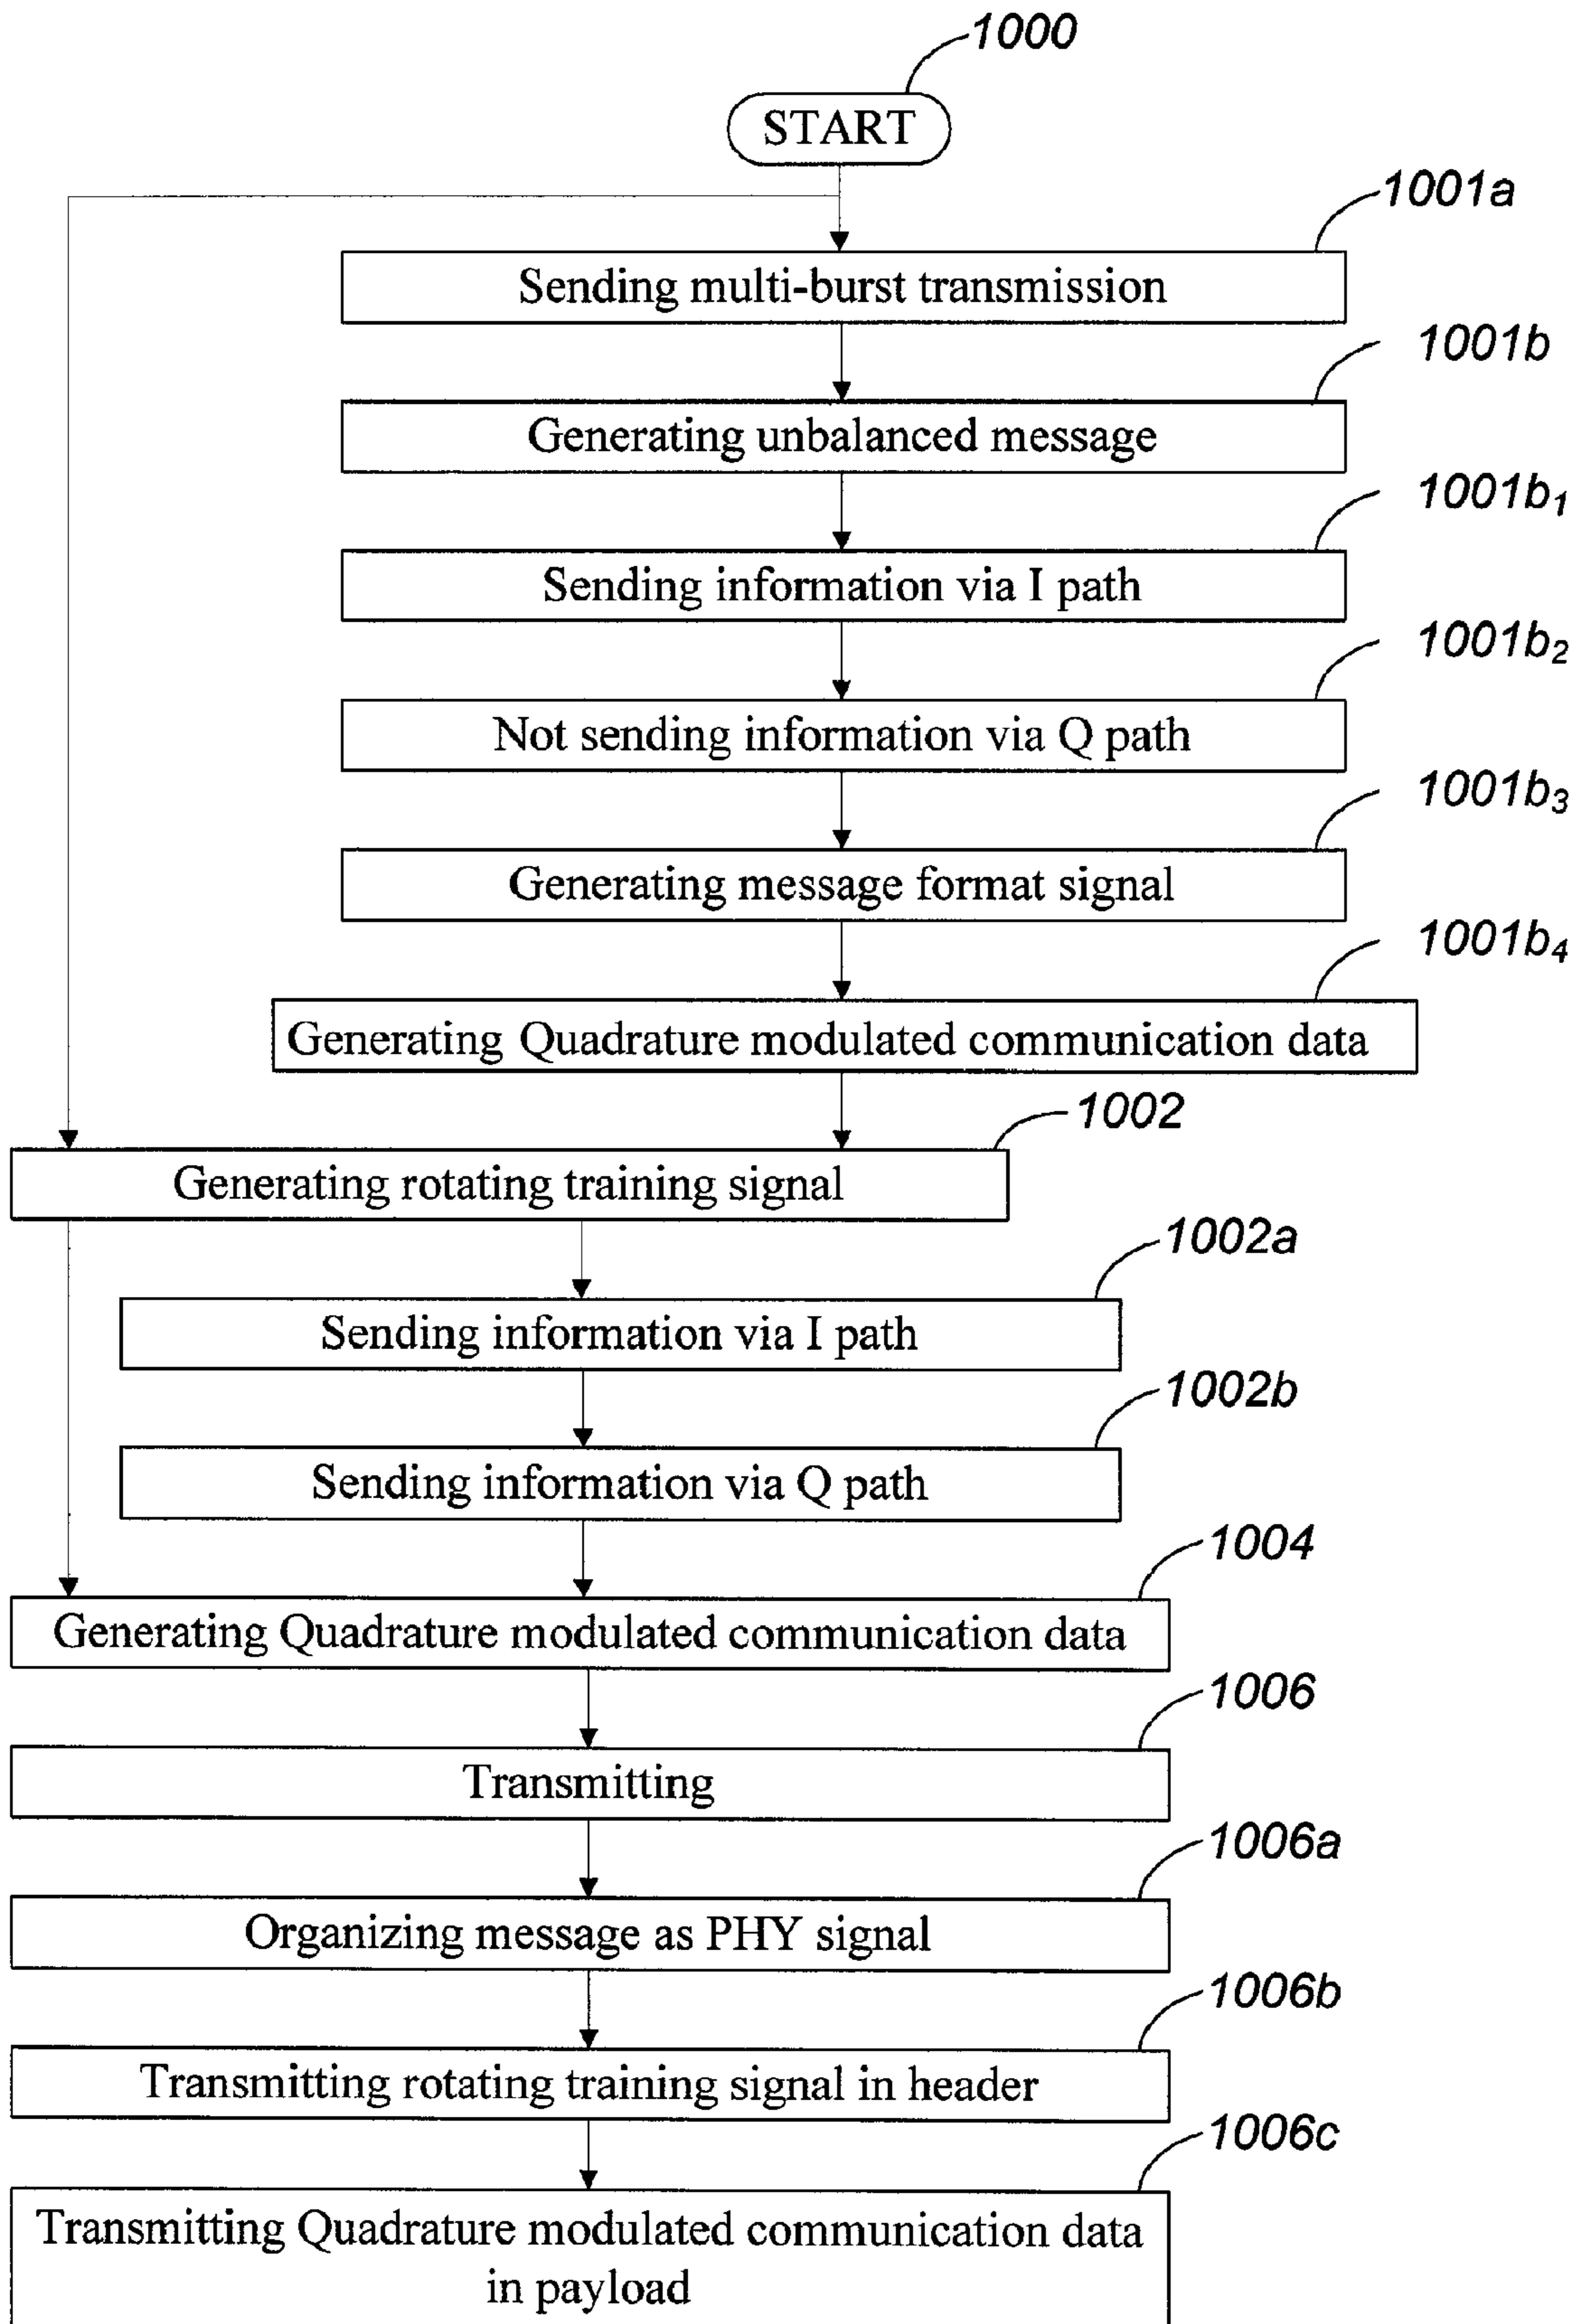 1000
START
1001a
Sending multi-burst transmission
1001b
Generating unbalanced message
1001b₁
Sending information via I path
1001b₂
Not sending information via Q path
1001b₃
Generating message format signal
1001b₄
Generating Quadrature modulated communication data
1002
Generating rotating training signal
1002a
Sending information via I path
1002b
Sending information via Q path
1004
Generating Quadrature modulated communication data
1006
Transmitting
1006a
Organizing message as PHY signal
1006b
Transmitting rotating training signal in header
1006c
Transmitting Quadrature modulated communication data
in payload